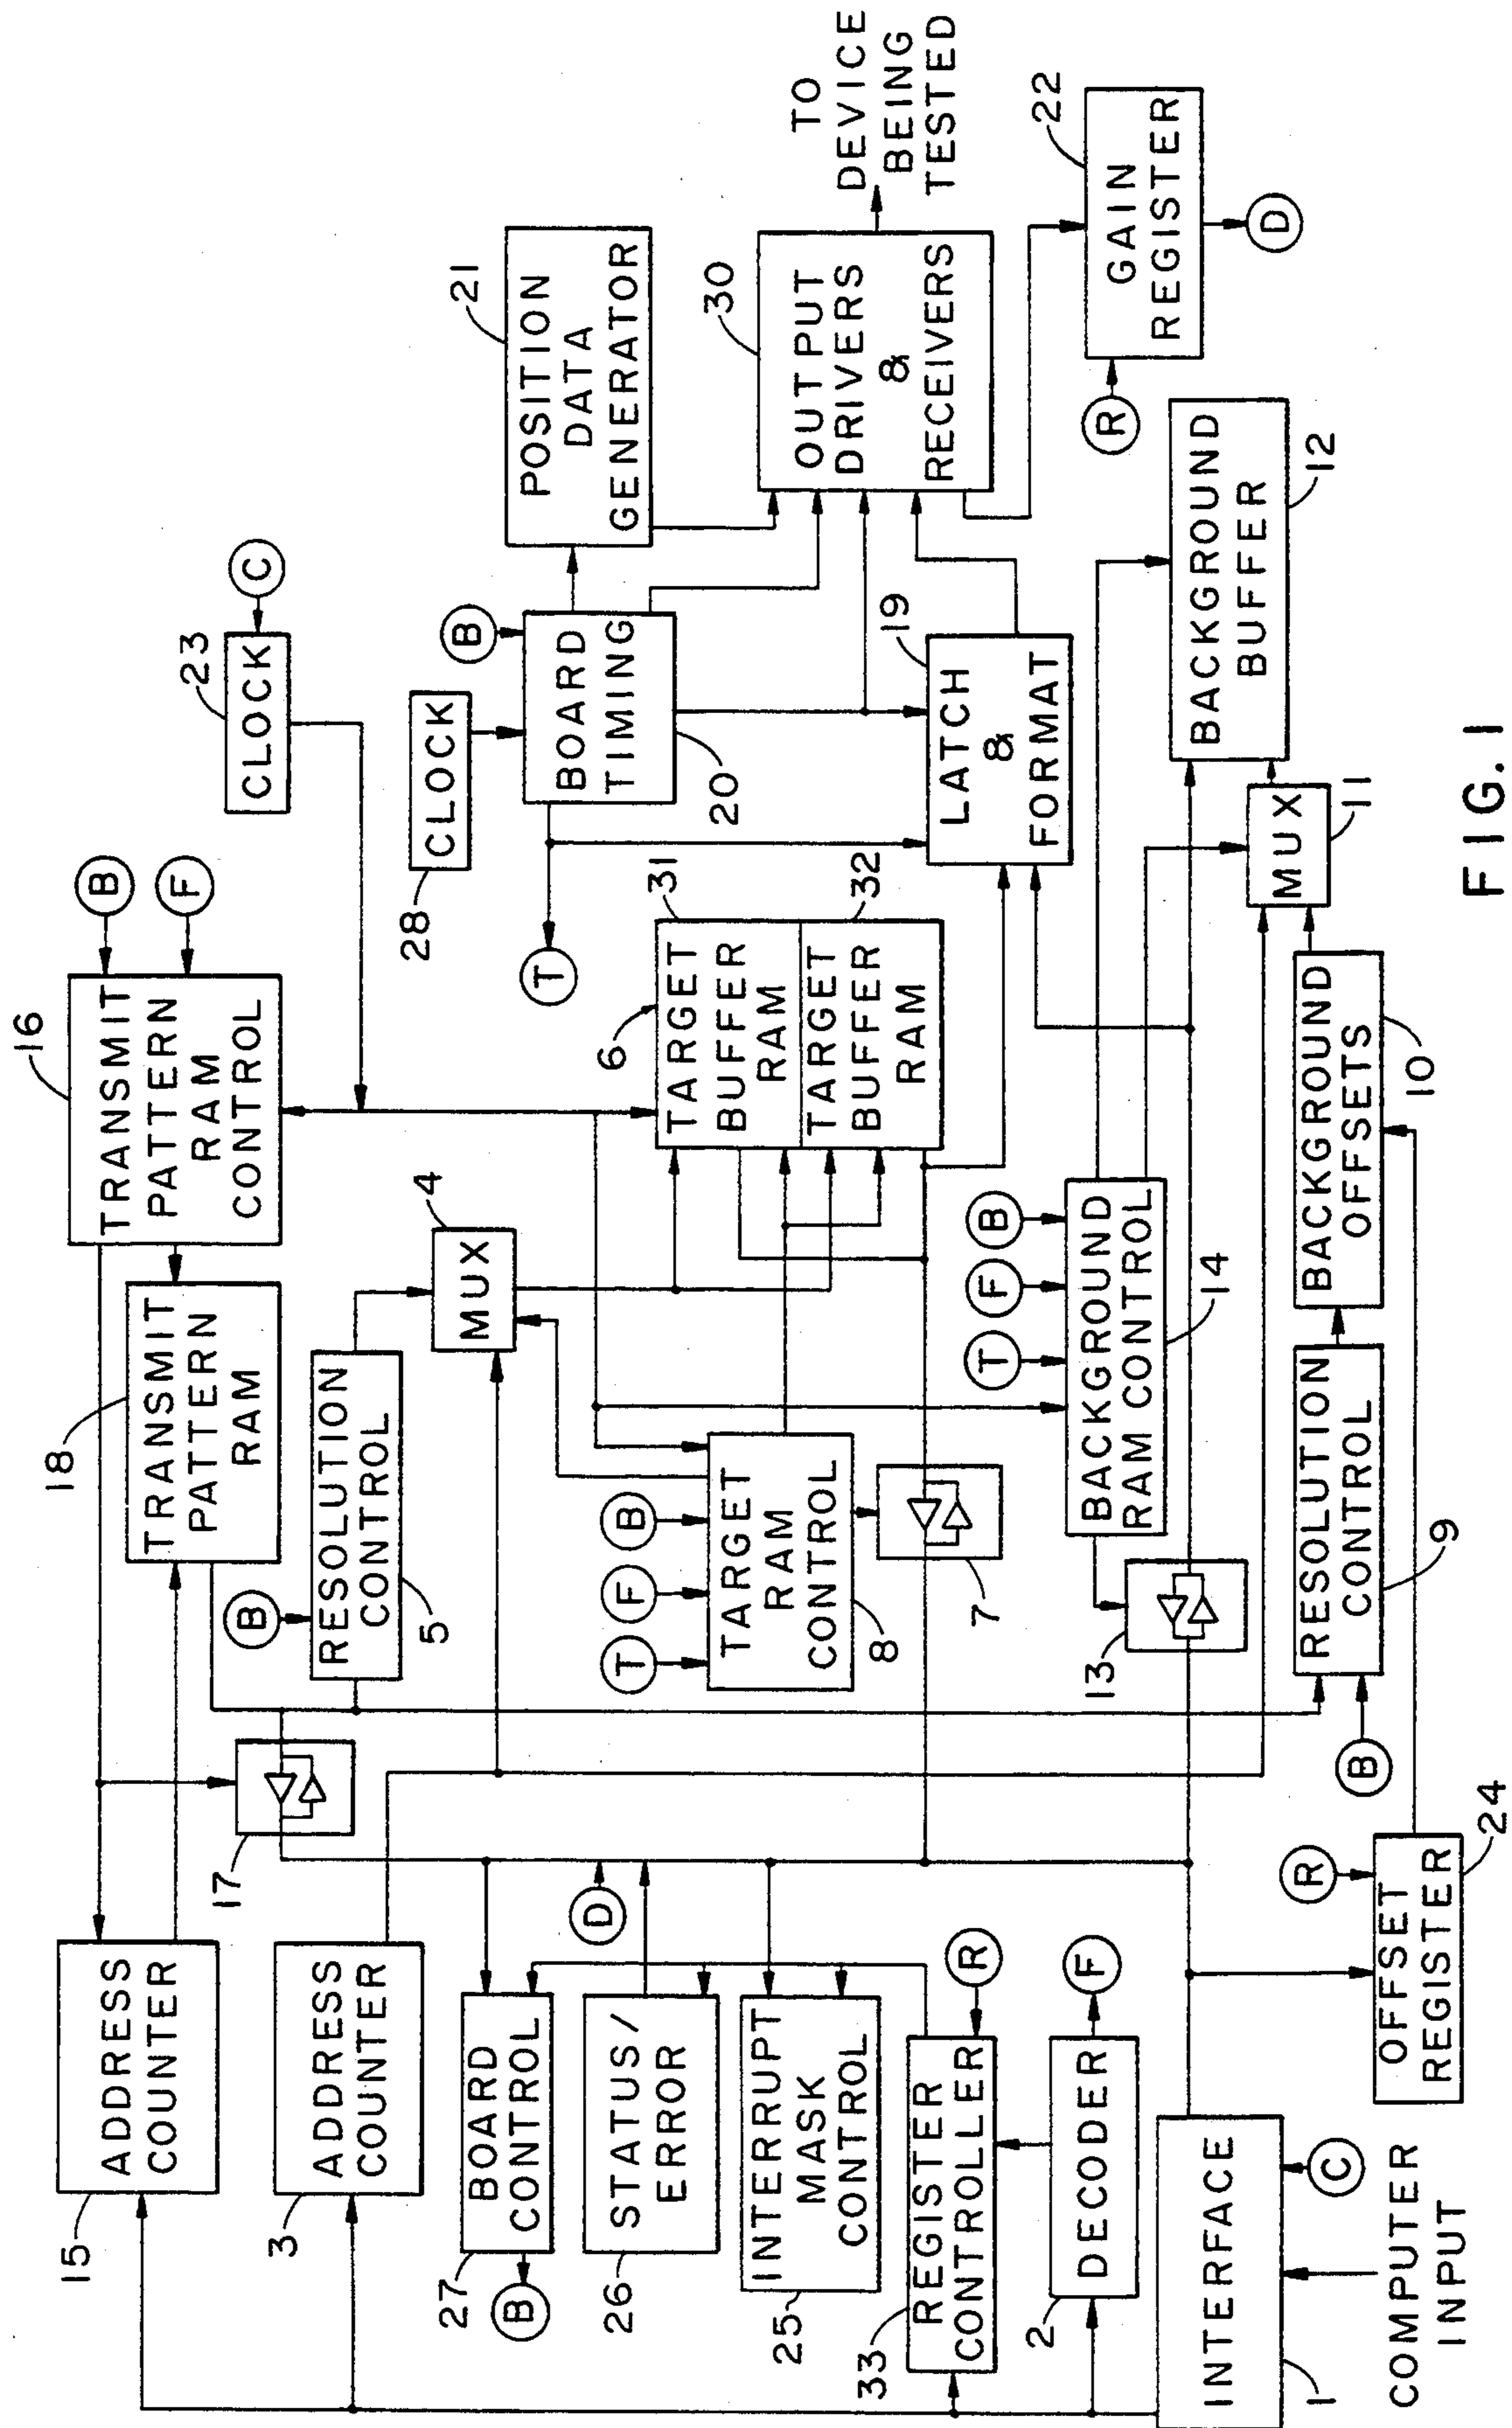 ADDRESS
COUNTER
15
TRANSMIT
PATTERN
RAM
18
TRANSMIT
PATTERN
RAM
CONTROL
16
B
F
17
ADDRESS
COUNTER
3
B
RESOLUTION
CONTROL
5
MUX
4
CLOCK
23
C
BOARD
CONTROL
27
B
STATUS/
ERROR
26
D
INTERRUPT
MASK
CONTROL
25
T
F
B
TARGET
RAM
CONTROL
8
7
6
TARGET
BUFFER
RAM
31
TARGET
BUFFER
RAM
32
T
CLOCK
28
B
BOARD
TIMING
20
POSITION
DATA
GENERATOR
21
OUTPUT
DRIVERS
&
RECEIVERS
30
TO
DEVICE
BEING
TESTED
LATCH
&
FORMAT
19
REGISTER
CONTROLLER
33
R
DECODER
2
F
T
F
B
BACKGROUND
RAM CONTROL
14
13
BACKGROUND
BUFFER
12
R
GAIN
REGISTER
22
D
INTERFACE
1
C
COMPUTER
INPUT
R
OFFSET
REGISTER
24
B
RESOLUTION
CONTROL
9
BACKGROUND
OFFSETS
10
MUX
11
FIG. 1